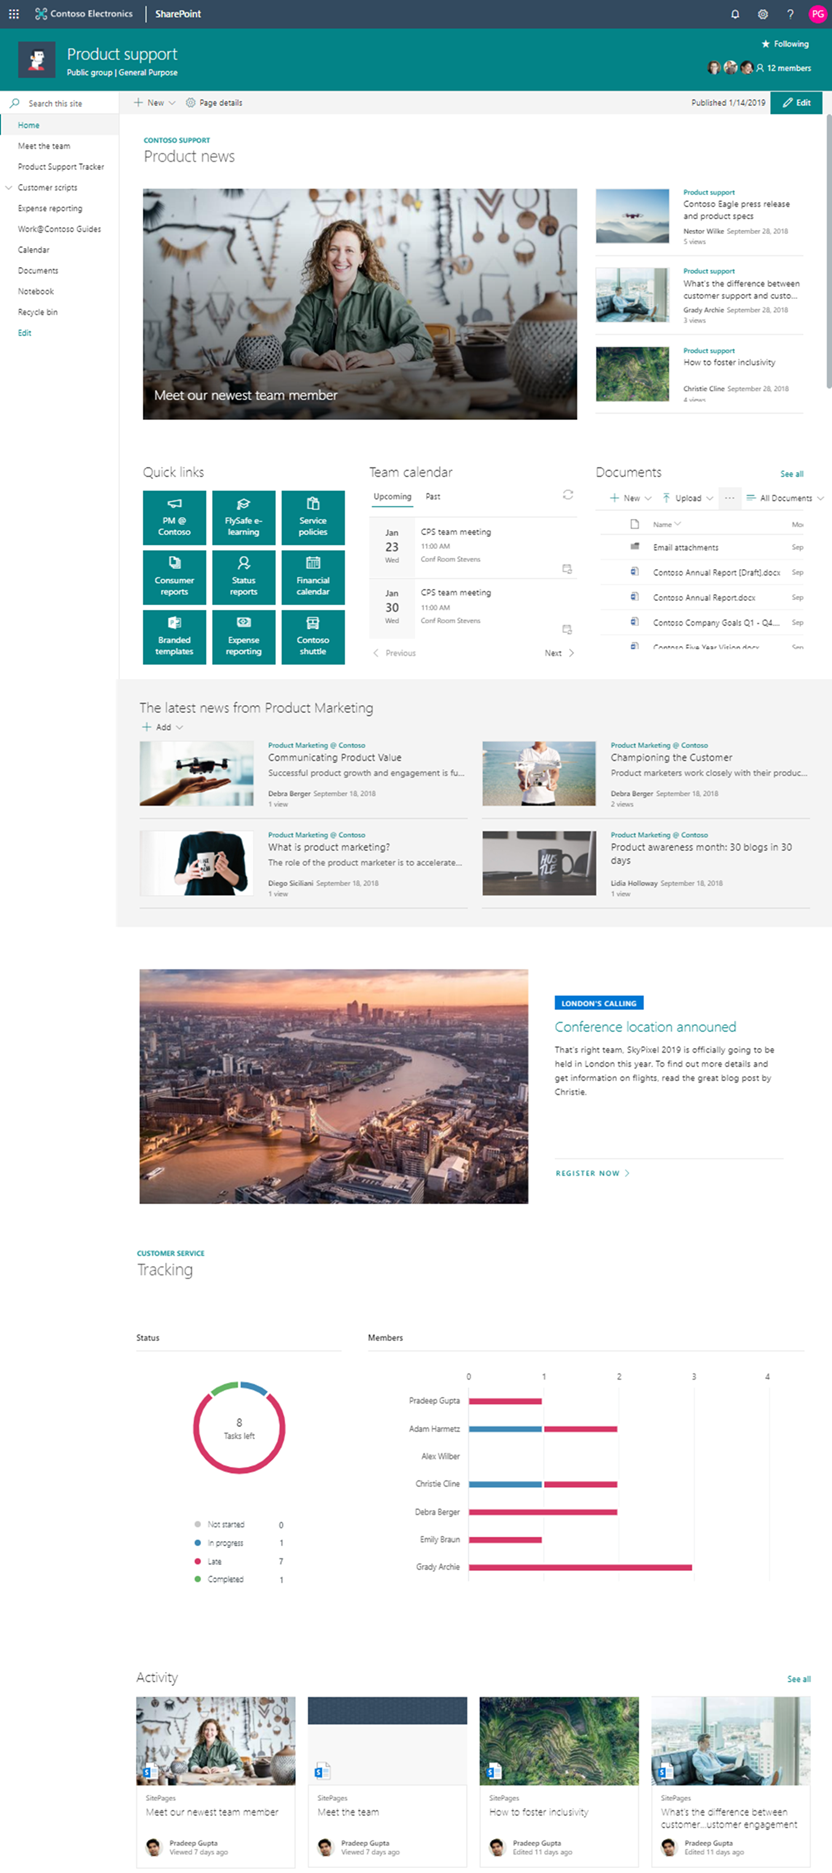 Contoso Electronics
SharePoint
?
PG
Product support
Public group | General Purpose
Following
12 members
Search this site
New
Page details
Published 1/14/2019
Edit
Home
Meet the team
Product Support Tracker
Customer scripts
Expense reporting
Work@Contoso Guides
Calendar
Documents
Notebook
Recycle bin
Edit
CONTOSO SUPPORT
Product news
Meet our newest team member
Product support
Contoso Eagle press release
and product specs
Nestor Wilke September 28, 2018
5 views
Product support
What's the difference between
customer support and custo...
Grady Archie September 28, 2018
3 views
Product support
How to foster inclusivity
Christie Cline September 28, 2018
4 views
Quick links
PM @
Contoso
FlySafe e-
learning
Service
policies
Consumer
reports
Status
reports
Financial
calendar
Branded
templates
Expense
reporting
Contoso
shuttle
Team calendar
Upcoming
Past
Jan
23
Wed
CPS team meeting
11:00 AM
Conf Room Stevens
Jan
30
Wed
CPS team meeting
11:00 AM
Conf Room Stevens
Previous
Next
Documents
See all
New
Upload
...
All Documents
Name
Mo
Email attachments
Sep
Contoso Annual Report [Draft].docx
Sep
Contoso Annual Report.docx
Sep
Contoso Company Goals Q1 - Q4...
Sep
Contoso Five Year Vision.docx
Sep
The latest news from Product Marketing
Add
Product Marketing @ Contoso
Communicating Product Value
Successful product growth and engagement is fu...
Debra Berger September 18, 2018
1 view
Product Marketing @ Contoso
Championing the Customer
Product marketers work closely with their produc...
Debra Berger September 18, 2018
2 views
Product Marketing @ Contoso
What is product marketing?
The role of the product marketer is to accelerate...
Diego Siciliani September 18, 2018
1 view
HUS
TLE
Product Marketing @ Contoso
Product awareness month: 30 blogs in 30
days
Lidia Holloway September 18, 2018
1 view
LONDON'S CALLING
Conference location announed
That's right team, SkyPixel 2019 is officially going to be
held in London this year. To find out more details and
get information on flights, read the great blog post by
Christie.
REGISTER NOW
CUSTOMER SERVICE
Tracking
Status
8
Tasks left
Not started 0
In progress 1
Late 7
Completed 1
Members
0 1 2 3 4
Pradeep Gupta
Adam Harmetz
Alex Wilber
Christie Cline
Debra Berger
Emily Braun
Grady Archie
Activity
See all
SitePages
Meet our newest team member
Pradeep Gupta
Viewed 7 days ago
SitePages
Meet the team
Pradeep Gupta
Viewed 7 days ago
SitePages
How to foster inclusivity
Pradeep Gupta
Edited 11 days ago
SitePages
What's the difference between
customer...ustomer engagement
Pradeep Gupta
Edited 11 days ago